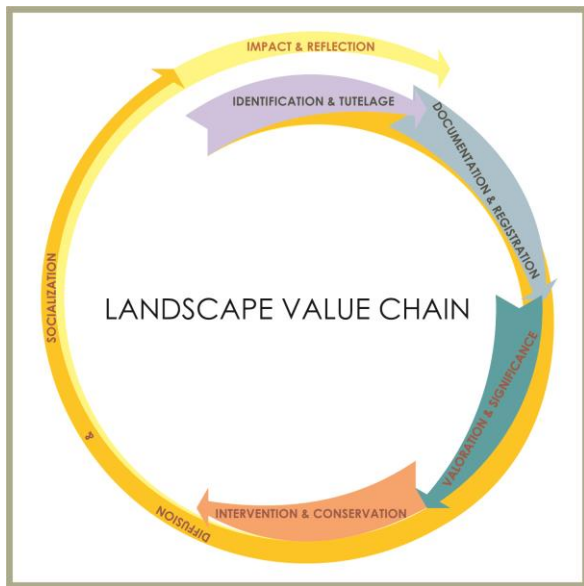 IMPACT & REFLECTION
IDENTIFICATION & TUTELAGE
DOCUMENTATION & REGISTRATION
LANDSCAPE VALUE CHAIN
VALORATION & SIGNIFICANCE
INTERVENTION & CONSERVATION
DIFFUSION & SOCIALIZATION